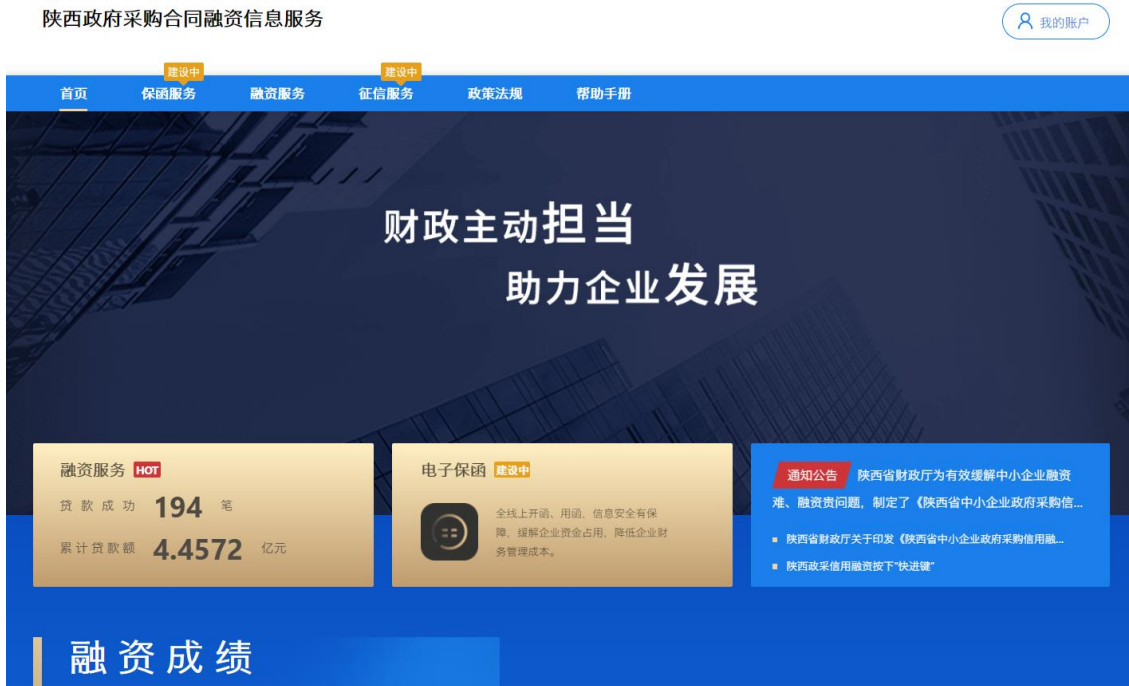 陕西政府采购合同融资信息服务
我的账户
建设中
建设中
首页 保函服务 融资服务 征信服务 政策法规 帮助手册
财政主动担当
助力企业发展
融资服务 HOT
贷款成功 194 笔
累计贷款额 4.4572 亿元
电子保函 建设中
全线上开函、用函，信息安全有保
障，缓解企业资金占用，降低企业财
务管理成本。
通知公告 陕西省财政厅为有效缓解中小企业融资
难、融资贵问题，制定了《陕西省中小企业政府采购信...
陕西省财政厅关于印发《陕西省中小企业政府采购信用融...
陕西政采信用融资按下"快进键"
融资成绩